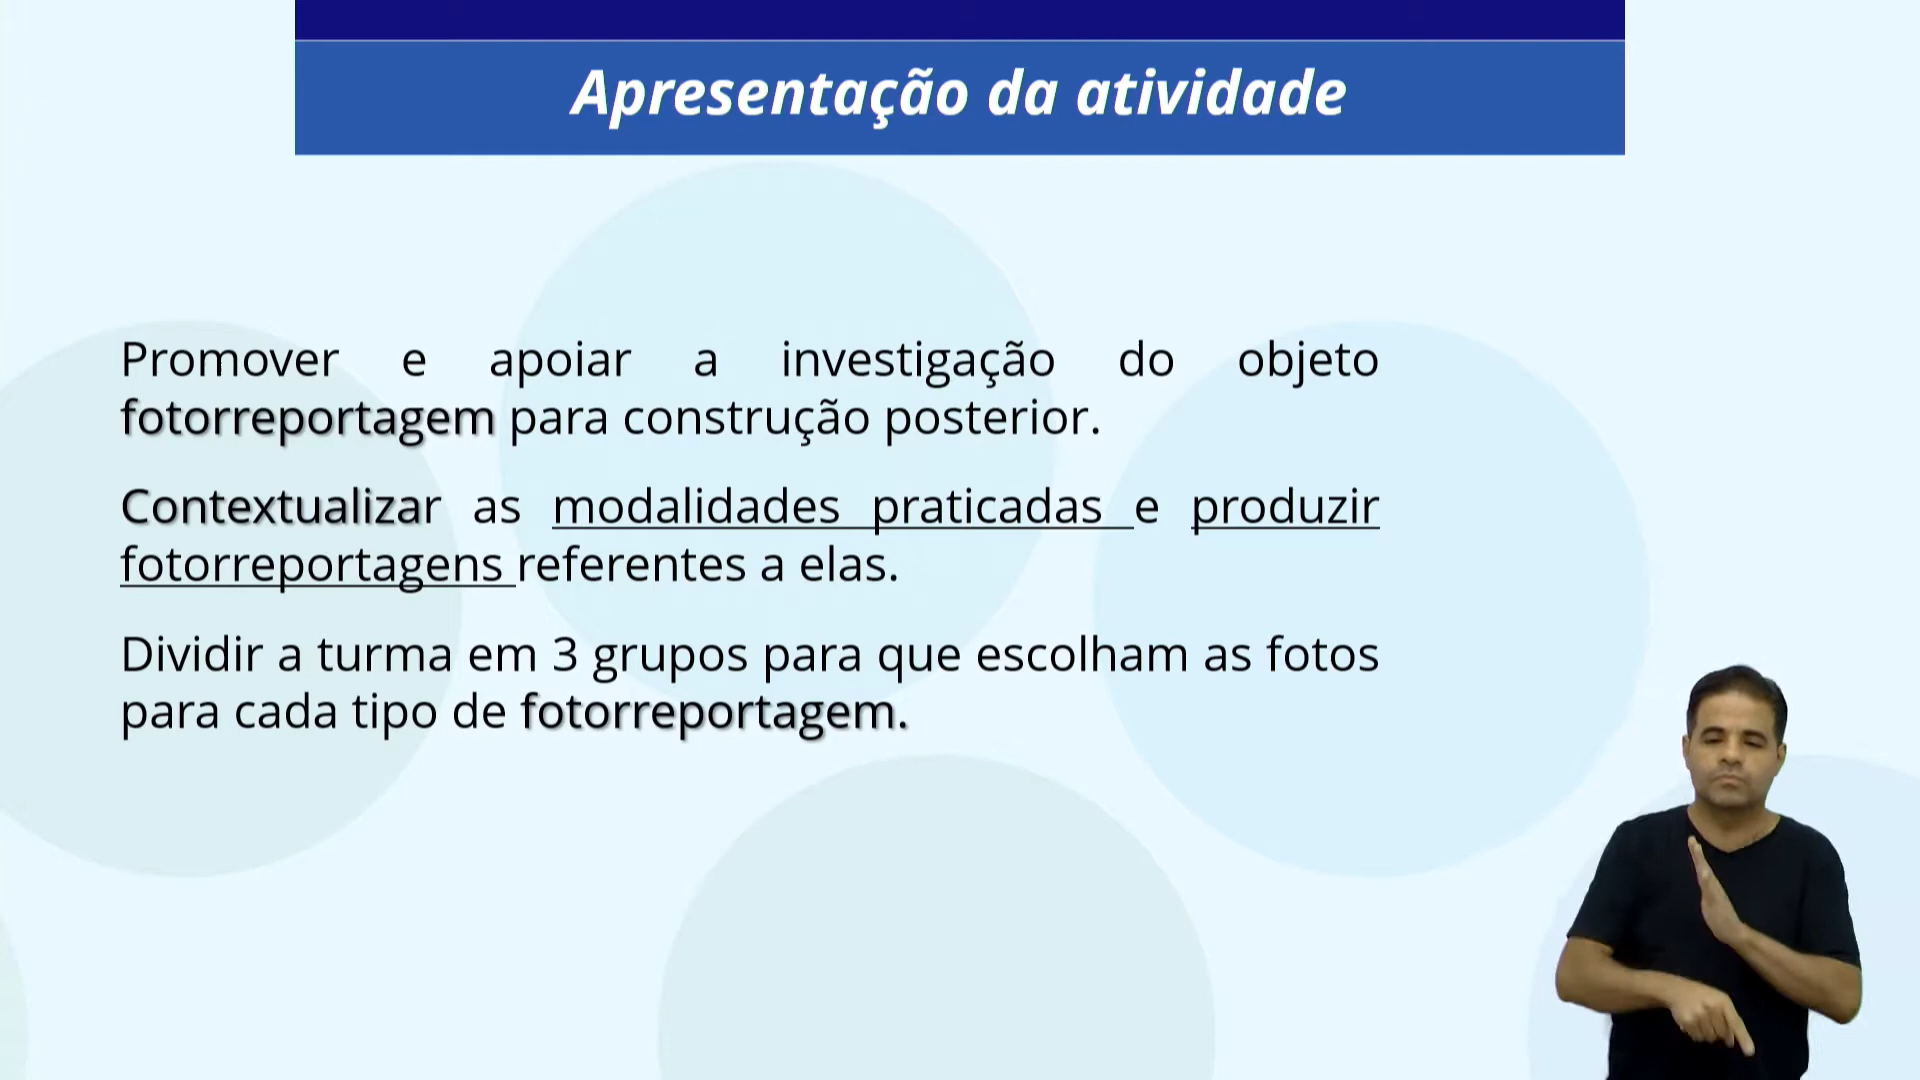 Apresentação da atividade
Promover e apoiar a investigação do objeto
fotorreportagem para construção posterior.
Contextualizar as modalidades praticadas e produzir
fotorreportagens referentes a elas.
Dividir a turma em 3 grupos para que escolham as fotos
para cada tipo de fotorreportagem.